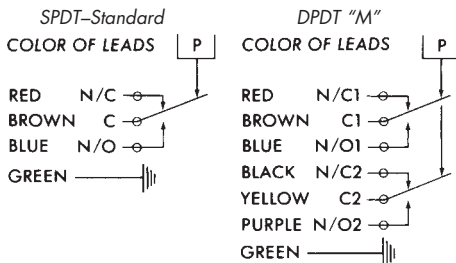 SPDT–Standard
COLOR OF LEADS P
RED N/C
BROWN C
BLUE N/O
GREEN
DPDT “M”
COLOR OF LEADS P
RED N/C1
BROWN C1
BLUE N/O1
BLACK N/C2
YELLOW C2
PURPLE N/O2
GREEN